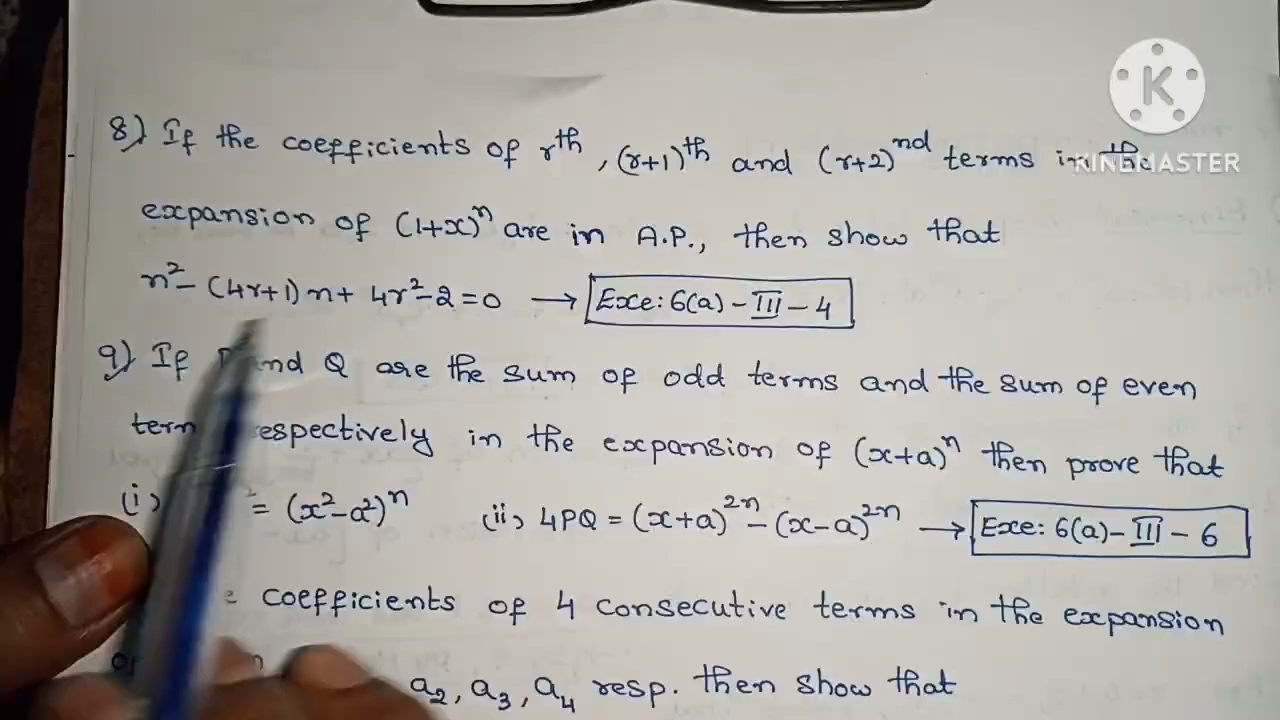 K
KINEMASTER
8) If the coefficients of rth, (r+1)th and (r+2)nd terms in the
expansion of (1+x)ⁿ are in A.P., then show that
n² - (4r+1)n + 4r² - 2 = 0 → Exe: 6(a) - III - 4
9) If and Q are the sum of odd terms and the sum of even
respectively in the expansion of (x+a)ⁿ then prove that
(i) ² = (x² - a²)ⁿ (ii) 4PQ = (x+a)²ⁿ - (x-a)²ⁿ → Exe: 6(a) - III - 6
coefficients of 4 consecutive terms in the expansion
a₂, a₃, a₄ resp. then show that